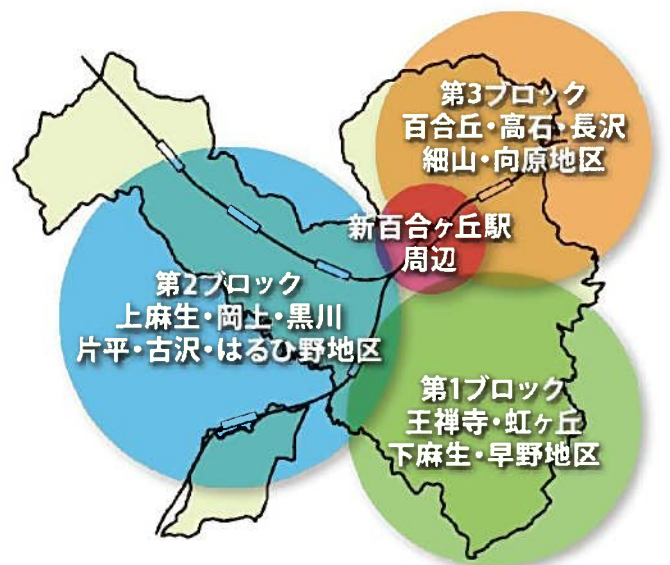 第3ブロック
百合丘・高石・長沢
細山・向原地区
新百合ヶ丘駅
周辺
第2ブロック
上麻生・岡上・黒川
片平・古沢・はるひ野地区
第1ブロック
王禅寺・虹ヶ丘
下麻生・早野地区